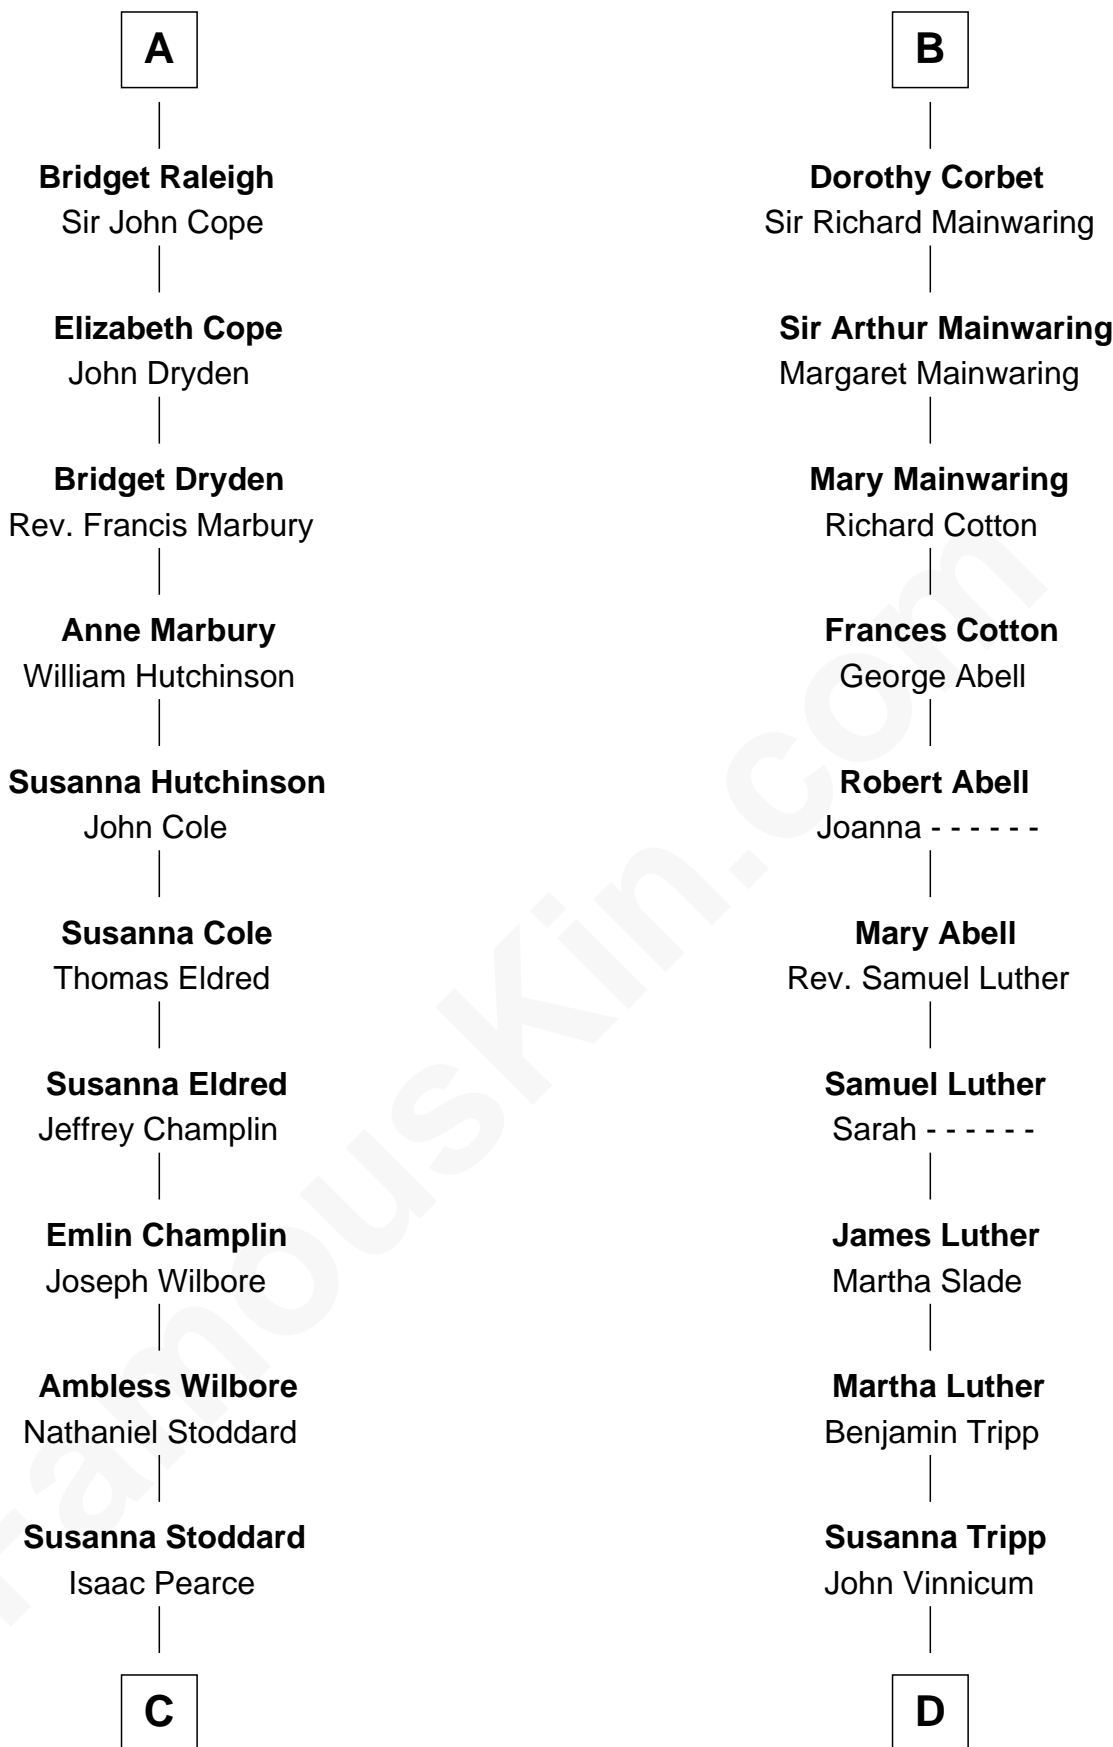 A
Bridget Raleigh
Sir John Cope
Elizabeth Cope
John Dryden
Bridget Dryden
Rev. Francis Marbury
Anne Marbury
William Hutchinson
Susanna Hutchinson
John Cole
Susanna Cole
Thomas Eldred
Susanna Eldred
Jeffrey Champlin
Emlin Champlin
Joseph Wilbore
Ambless Wilbore
Nathaniel Stoddard
Susanna Stoddard
Isaac Pearce
C
B
Dorothy Corbet
Sir Richard Mainwaring
Sir Arthur Mainwaring
Margaret Mainwaring
Mary Mainwaring
Richard Cotton
Frances Cotton
George Abell
Robert Abell
Joanna - - - - - -
Mary Abell
Rev. Samuel Luther
Samuel Luther
Sarah - - - - - -
James Luther
Martha Slade
Martha Luther
Benjamin Tripp
Susanna Tripp
John Vinnicum
D
FamousKin.com